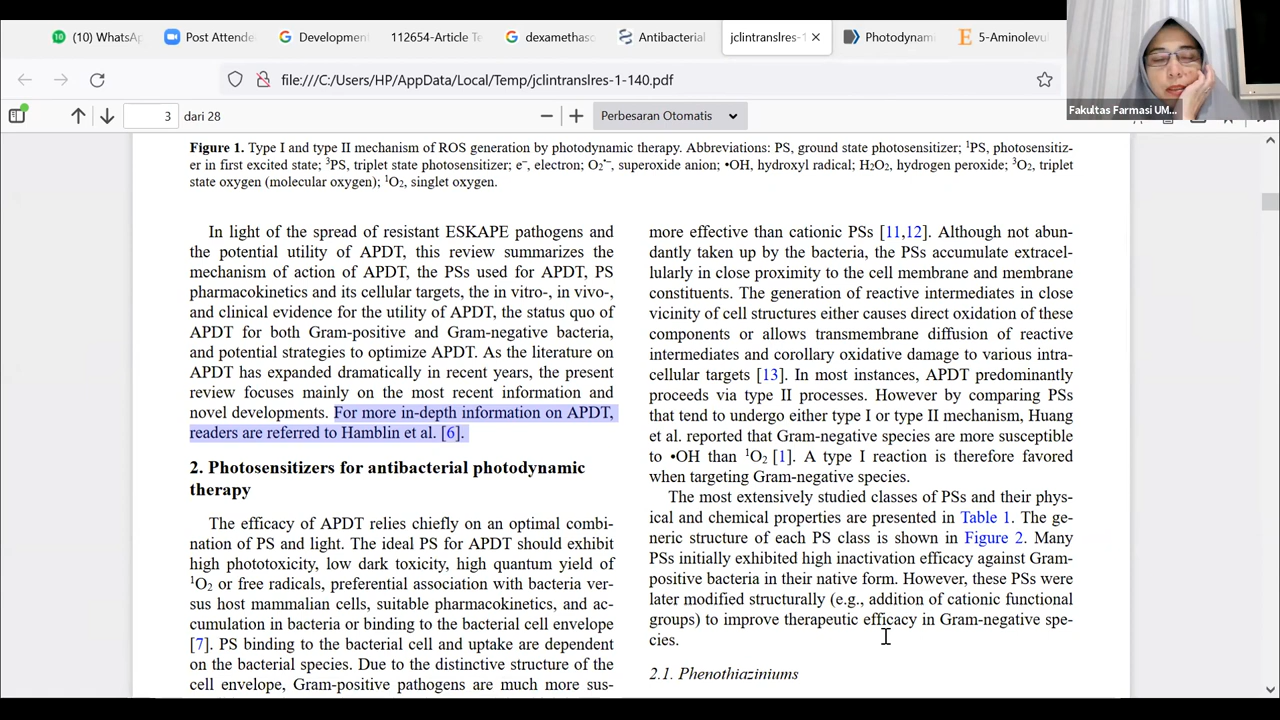 (10) WhatsA
Post Attende
Developmen
112654-Article Te
dexamethaso
Antibacterial
jclintranslres-1
Photodynam
5-Aminolevu
file:///C:/Users/HP/AppData/Local/Temp/jclintranslres-1-140.pdf
Fakultas Farmasi UM...
3 dari 28
Perbesaran Otomatis
Figure 1. Type I and type II mechanism of ROS generation by photodynamic therapy. Abbreviations: PS, ground state photosensitizer; ¹PS, photosensitiz-
er in first excited state; ³PS, triplet state photosensitizer; e⁻, electron; O₂•⁻, superoxide anion; •OH, hydroxyl radical; H₂O₂, hydrogen peroxide; ³O₂, triplet
state oxygen (molecular oxygen); ¹O₂, singlet oxygen.
In light of the spread of resistant ESKAPE pathogens and
the potential utility of APDT, this review summarizes the
mechanism of action of APDT, the PSs used for APDT, PS
pharmacokinetics and its cellular targets, the in vitro-, in vivo-,
and clinical evidence for the utility of APDT, the status quo of
APDT for both Gram-positive and Gram-negative bacteria,
and potential strategies to optimize APDT. As the literature on
APDT has expanded dramatically in recent years, the present
review focuses mainly on the most recent information and
novel developments. For more in-depth information on APDT,
readers are referred to Hamblin et al. [6].
2. Photosensitizers for antibacterial photodynamic
therapy
The efficacy of APDT relies chiefly on an optimal combi-
nation of PS and light. The ideal PS for APDT should exhibit
high phototoxicity, low dark toxicity, high quantum yield of
¹O₂ or free radicals, preferential association with bacteria ver-
sus host mammalian cells, suitable pharmacokinetics, and ac-
cumulation in bacteria or binding to the bacterial cell envelope
[7]. PS binding to the bacterial cell and uptake are dependent
on the bacterial species. Due to the distinctive structure of the
cell envelope, Gram-positive pathogens are much more sus-
more effective than cationic PSs [11,12]. Although not abun-
dantly taken up by the bacteria, the PSs accumulate extracel-
lularly in close proximity to the cell membrane and membrane
constituents. The generation of reactive intermediates in close
vicinity of cell structures either causes direct oxidation of these
components or allows transmembrane diffusion of reactive
intermediates and corollary oxidative damage to various intra-
cellular targets [13]. In most instances, APDT predominantly
proceeds via type II processes. However by comparing PSs
that tend to undergo either type I or type II mechanism, Huang
et al. reported that Gram-negative species are more susceptible
to •OH than ¹O₂ [1]. A type I reaction is therefore favored
when targeting Gram-negative species.
The most extensively studied classes of PSs and their phys-
ical and chemical properties are presented in Table 1. The ge-
neric structure of each PS class is shown in Figure 2. Many
PSs initially exhibited high inactivation efficacy against Gram-
positive bacteria in their native form. However, these PSs were
later modified structurally (e.g., addition of cationic functional
groups) to improve therapeutic efficacy in Gram-negative spe-
cies.
2.1. Phenothiaziniums